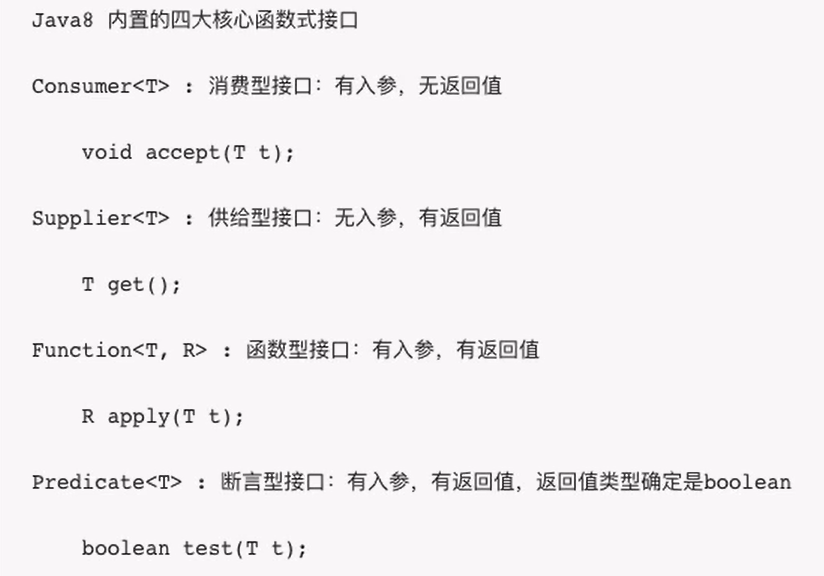 Java8 内置的四大核心函数式接口
Consumer<T> : 消费型接口：有入参，无返回值
void accept(T t);
Supplier<T> : 供给型接口：无入参，有返回值
T get();
Function<T, R> : 函数型接口：有入参，有返回值
R apply(T t);
Predicate<T> : 断言型接口：有入参，有返回值，返回值类型确定是boolean
boolean test(T t);